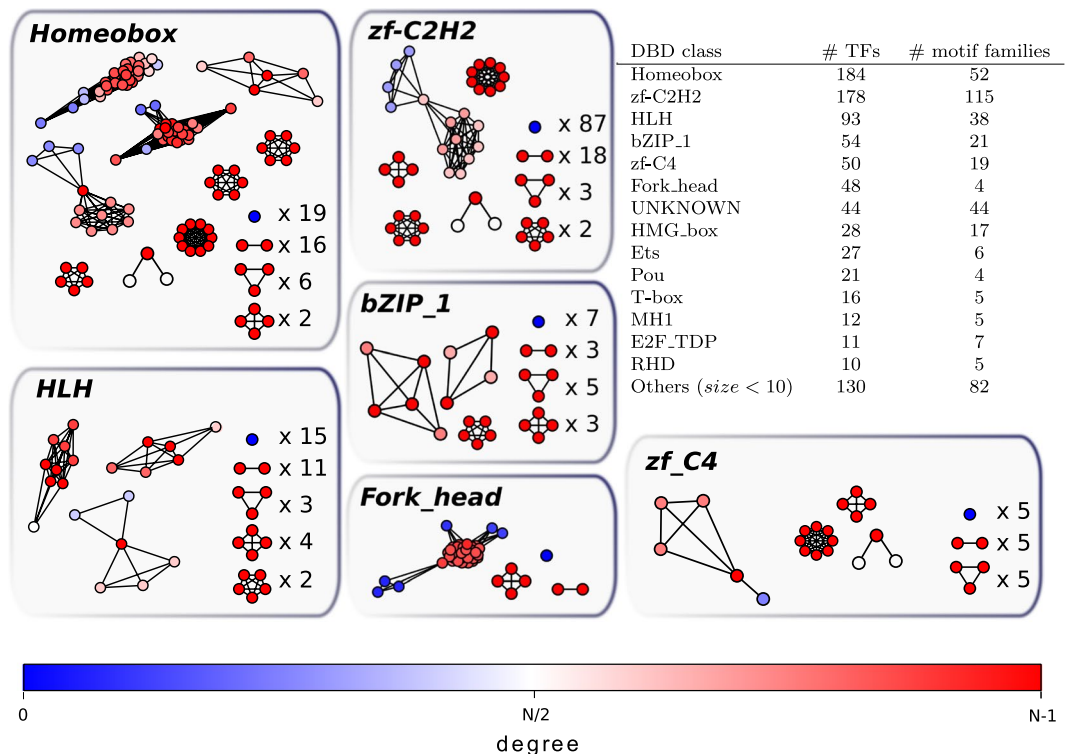 Homeobox
x 19
x 16
x 6
x 2
zf-C2H2
x 87
x 18
x 3
x 2
DBD class # TFs # motif families
Homeobox 184 52
zf-C2H2 178 115
HLH 93 38
bZIP_1 54 21
zf-C4 50 19
Fork_head 48 4
UNKNOWN 44 44
HMG_box 28 17
Ets 27 6
Pou 21 4
T-box 16 5
MH1 12 5
E2F_TDP 11 7
RHD 10 5
Others (size < 10) 130 82
bZIP_1
x 7
x 3
x 5
x 3
HLH
x 15
x 11
x 3
x 4
x 2
Fork_head
zf_C4
x 5
x 5
x 5
0 N/2 N-1
degree